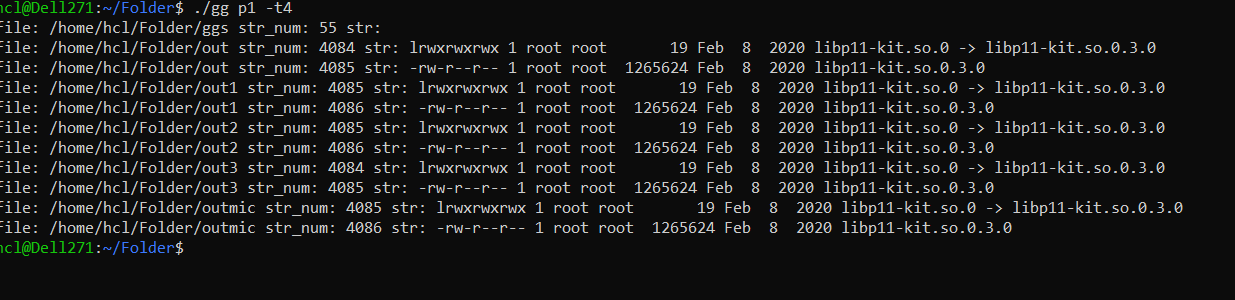 hcl@Dell271:~/Folder$ ./gg p1 -t4
file: /home/hcl/Folder/ggs str_num: 55 str:
file: /home/hcl/Folder/out str_num: 4084 str: lrwxrwxrwx 1 root root       19 Feb  8  2020 libp11-kit.so.0 -> libp11-kit.so.0.3.0
file: /home/hcl/Folder/out str_num: 4085 str: -rw-r--r-- 1 root root  1265624 Feb  8  2020 libp11-kit.so.0.3.0
file: /home/hcl/Folder/out1 str_num: 4085 str: lrwxrwxrwx 1 root root       19 Feb  8  2020 libp11-kit.so.0 -> libp11-kit.so.0.3.0
file: /home/hcl/Folder/out1 str_num: 4086 str: -rw-r--r-- 1 root root  1265624 Feb  8  2020 libp11-kit.so.0.3.0
file: /home/hcl/Folder/out2 str_num: 4085 str: lrwxrwxrwx 1 root root       19 Feb  8  2020 libp11-kit.so.0 -> libp11-kit.so.0.3.0
file: /home/hcl/Folder/out2 str_num: 4086 str: -rw-r--r-- 1 root root  1265624 Feb  8  2020 libp11-kit.so.0.3.0
file: /home/hcl/Folder/out3 str_num: 4084 str: lrwxrwxrwx 1 root root       19 Feb  8  2020 libp11-kit.so.0 -> libp11-kit.so.0.3.0
file: /home/hcl/Folder/out3 str_num: 4085 str: -rw-r--r-- 1 root root  1265624 Feb  8  2020 libp11-kit.so.0.3.0
file: /home/hcl/Folder/outmic str_num: 4085 str: lrwxrwxrwx 1 root root       19 Feb  8  2020 libp11-kit.so.0 -> libp11-kit.so.0.3.0
file: /home/hcl/Folder/outmic str_num: 4086 str: -rw-r--r-- 1 root root  1265624 Feb  8  2020 libp11-kit.so.0.3.0
hcl@Dell271:~/Folder$